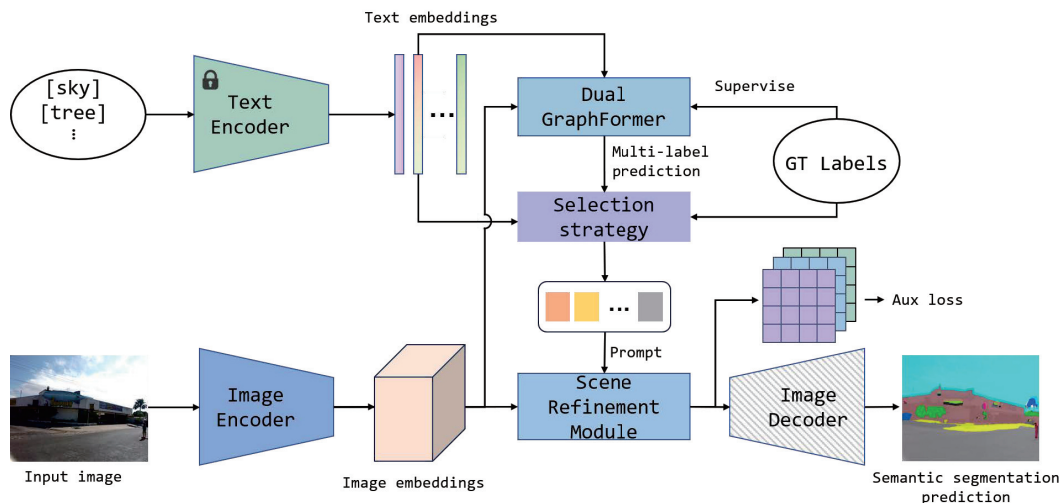 Text embeddings
[sky]
[tree]
⋮
Text
Encoder
...
Dual
GraphFormer
Supervise
GT Labels
Multi-label
prediction
Selection
strategy
...
Aux loss
Prompt
Image
Encoder
Scene
Refinement
Module
Image
Decoder
Input image
Image embeddings
Semantic segmentation
prediction